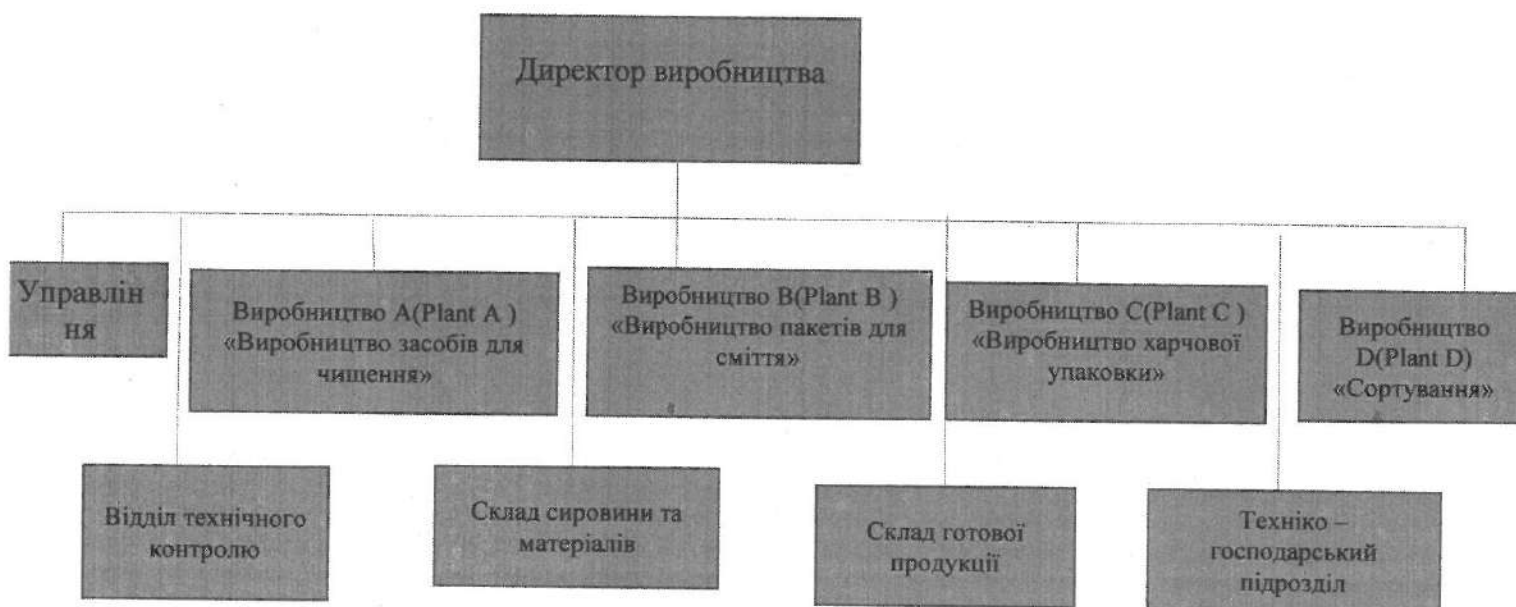 Директор виробництва
Управлін
ня
Виробництво А(Plant A )
«Виробництво засобів для
чищення»
Виробництво В(Plant B )
«Виробництво пакетів для
сміття»
Виробництво С(Plant C )
«Виробництво харчової
упаковки»
Виробництво
D(Plant D)
«Сортування»
Відділ технічного
контролю
Склад сировини та
матеріалів
Склад готової
продукції
Техніко –
господарський
підрозділ